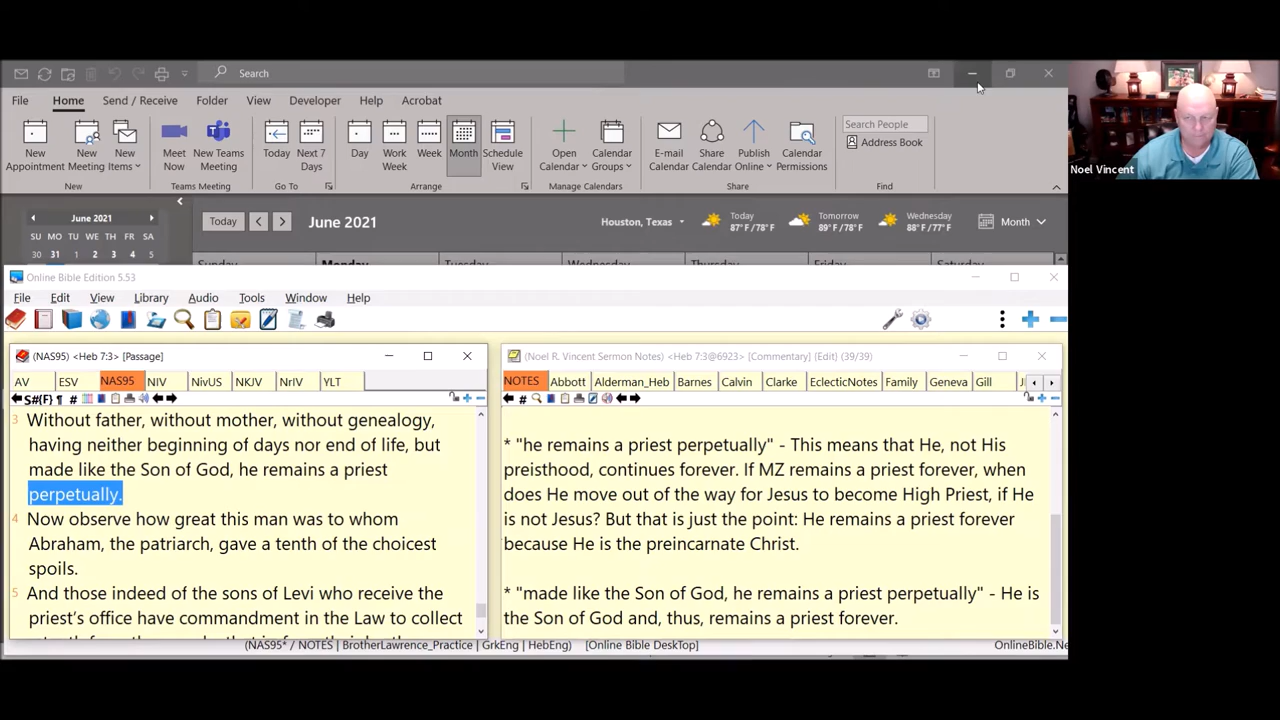 Search
File Home Send / Receive Folder View Developer Help Acrobat
New Appointment New Meeting New Items Meet Now New Teams Meeting Today Next 7 Days Day Work Week Week Month Schedule View Open Calendar Calendar Groups E-mail Calendar Share Calendar Publish Online Calendar Permissions Search People
Address Book
New Teams Meeting Go To Arrange Manage Calendars Share Find
Noel Vincent
June 2021
Today June 2021 Houston, Texas Today 87°F/78°F Tomorrow 89°F/78°F Wednesday 88°F/77°F Month
SU MO TU WE TH FR SA
30 31 1 2 3 4 5
Sunday Monday Tuesday Wednesday Thursday Friday Saturday
Online Bible Edition 5.53
File Edit View Library Audio Tools Window Help
(NAS95) <Heb 7:3> [Passage]
AV ESV NAS95 NIV NivUS NKJV NrIV YLT
S#(F) ¶ #
3 Without father, without mother, without genealogy,
having neither beginning of days nor end of life, but
made like the Son of God, he remains a priest
perpetually.
4 Now observe how great this man was to whom
Abraham, the patriarch, gave a tenth of the choicest
spoils.
5 And those indeed of the sons of Levi who receive the
priest's office have commandment in the Law to collect
(Noel R. Vincent Sermon Notes) <Heb 7:3@6923> [Commentary] (Edit) (39/39)
NOTES Abbott Alderman_Heb Barnes Calvin Clarke EclecticNotes Family Geneva Gill
#
* "he remains a priest perpetually" - This means that He, not His
preisthood, continues forever. If MZ remains a priest forever, when
does He move out of the way for Jesus to become High Priest, if He
is not Jesus? But that is just the point: He remains a priest forever
because He is the preincarnate Christ.
* "made like the Son of God, he remains a priest perpetually" - He is
the Son of God and, thus, remains a priest forever.
(NAS95* / NOTES | BrotherLawrence_Practice | GrkEng | HebEng) [Online Bible DeskTop] OnlineBible.Ne